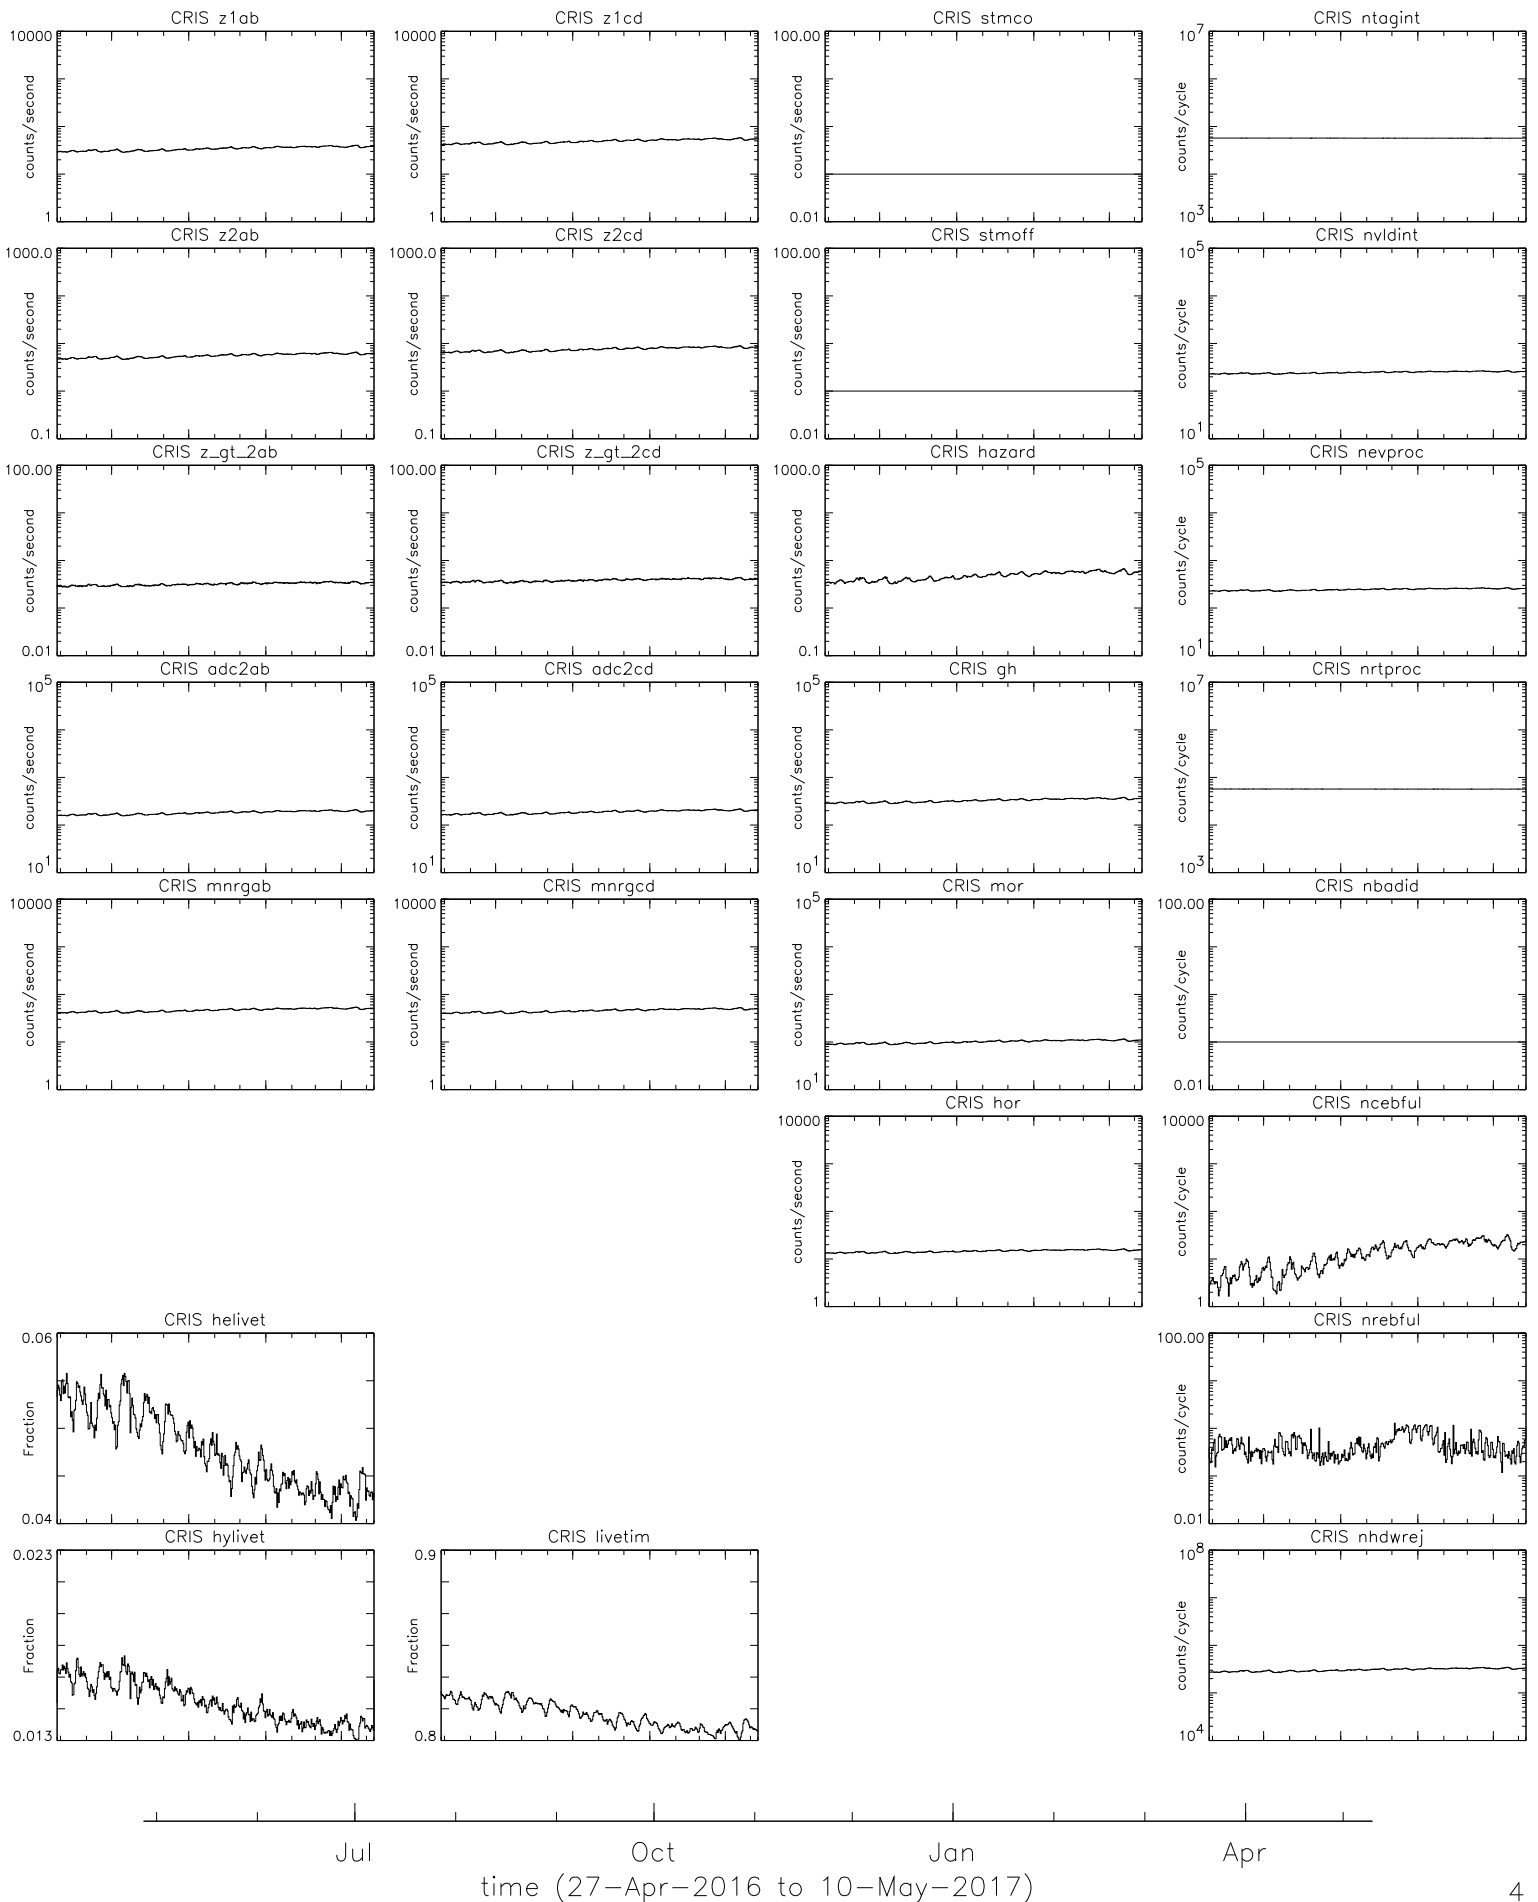 CRIS z1ab
10000
counts/second
1
CRIS z1cd
10000
counts/second
1
CRIS stmco
100.00
counts/second
0.01
CRIS ntagint
10^7
counts/cycle
10^3
CRIS z2ab
1000.0
counts/second
0.1
CRIS z2cd
1000.0
counts/second
0.1
CRIS stmoff
100.00
counts/second
0.01
CRIS nvldint
10^5
counts/cycle
10^1
CRIS z_gt_2ab
100.00
counts/second
0.01
CRIS z_gt_2cd
100.00
counts/second
0.01
CRIS hazard
1000.0
counts/second
0.1
CRIS nevproc
10^5
counts/cycle
10^1
CRIS adc2ab
10^5
counts/second
10^1
CRIS adc2cd
10^5
counts/second
10^1
CRIS gh
10^5
counts/second
10^1
CRIS nrtproc
10^7
counts/cycle
10^3
CRIS mnrgab
10000
counts/second
1
CRIS mnrgcd
10000
counts/second
1
CRIS mor
10^5
counts/second
10^1
CRIS nbadid
100.00
counts/cycle
0.01
CRIS hor
10000
counts/second
1
CRIS ncebful
10000
counts/cycle
1
CRIS helivet
0.06
Fraction
0.04
CRIS nrebful
100.00
counts/cycle
0.01
CRIS hylivet
0.023
Fraction
0.013
CRIS livetim
0.9
Fraction
0.8
CRIS nhdwrej
10^8
counts/cycle
10^4
Jul Oct Jan Apr
time (27-Apr-2016 to 10-May-2017)
4